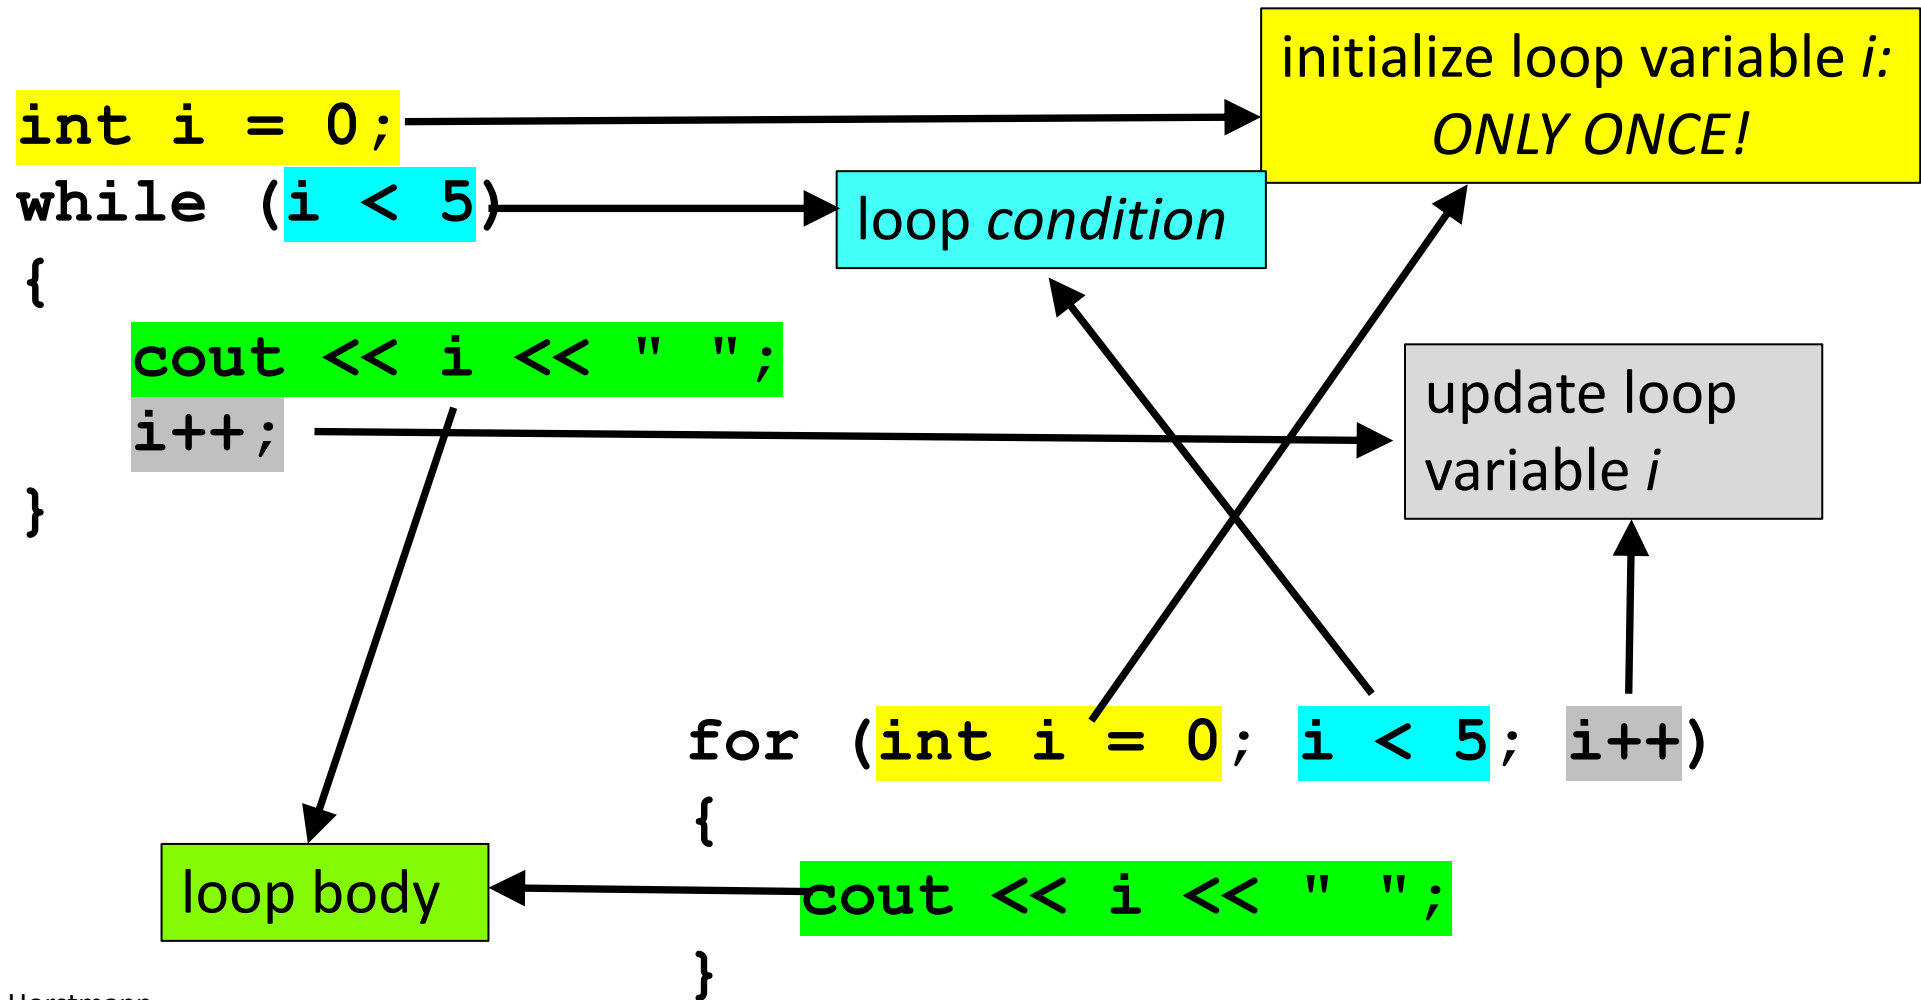 initialize loop variable i:
ONLY ONCE!
int i = 0;
while (i < 5)
loop condition
{
cout << i << " ";
i++;
update loop
variable i
}
for (int i = 0; i < 5; i++)
{
loop body
cout << i << " ";
}